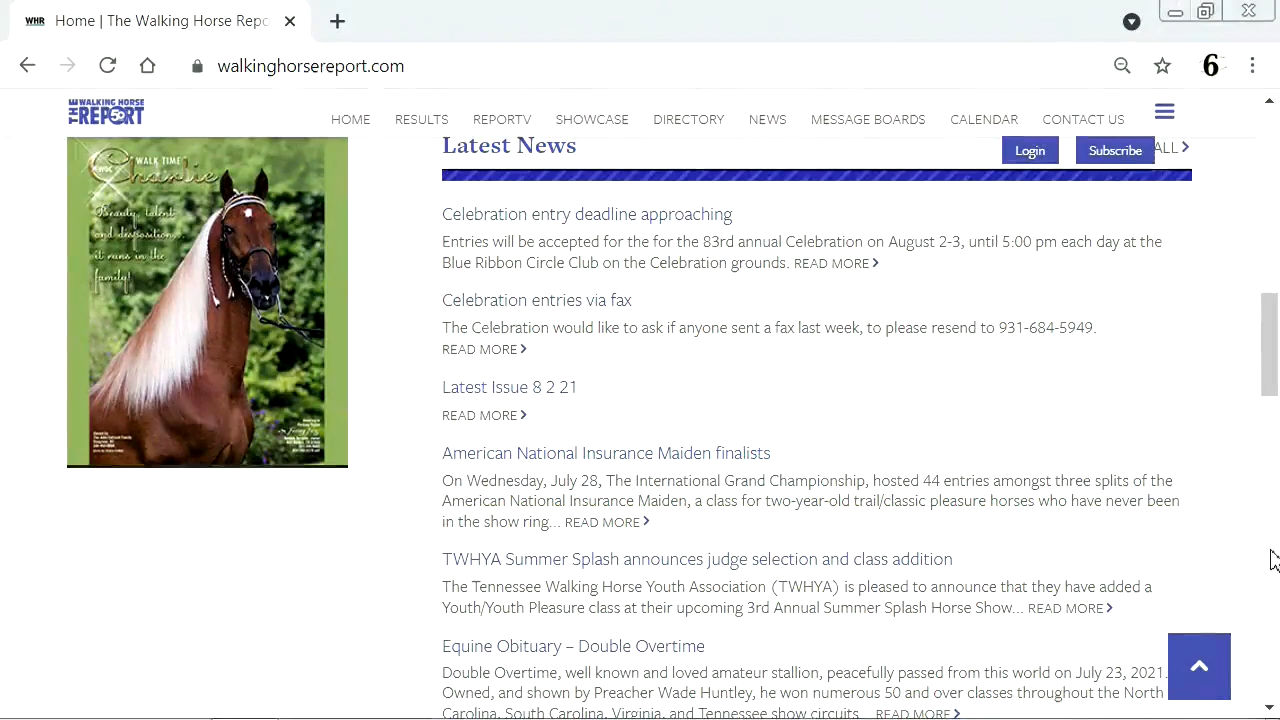 WHR Home | The Walking Horse Repo
walkinghorsereport.com
6
THE WALKING HORSE REPORT 50
HOME RESULTS REPORTV SHOWCASE DIRECTORY NEWS MESSAGE BOARDS CALENDAR CONTACT US
Latest News
Login Subscribe ALL
WALK TIME
Charlie
Beauty, talent
and disposition...
it runs in the
family!
Celebration entry deadline approaching
Entries will be accepted for the for the 83rd annual Celebration on August 2-3, until 5:00 pm each day at the
Blue Ribbon Circle Club on the Celebration grounds. READ MORE
Celebration entries via fax
The Celebration would like to ask if anyone sent a fax last week, to please resend to 931-684-5949.
READ MORE
Latest Issue 8 2 21
READ MORE
American National Insurance Maiden finalists
On Wednesday, July 28, The International Grand Championship, hosted 44 entries amongst three splits of the
American National Insurance Maiden, a class for two-year-old trail/classic pleasure horses who have never been
in the show ring... READ MORE
TWHYA Summer Splash announces judge selection and class addition
The Tennessee Walking Horse Youth Association (TWHYA) is pleased to announce that they have added a
Youth/Youth Pleasure class at their upcoming 3rd Annual Summer Splash Horse Show... READ MORE
Equine Obituary – Double Overtime
Double Overtime, well known and loved amateur stallion, peacefully passed from this world on July 23, 2021.
Owned, and shown by Preacher Wade Huntley, he won numerous 50 and over classes throughout the North
Carolina, South Carolina, Virginia, and Tennessee show circuits... READ MORE